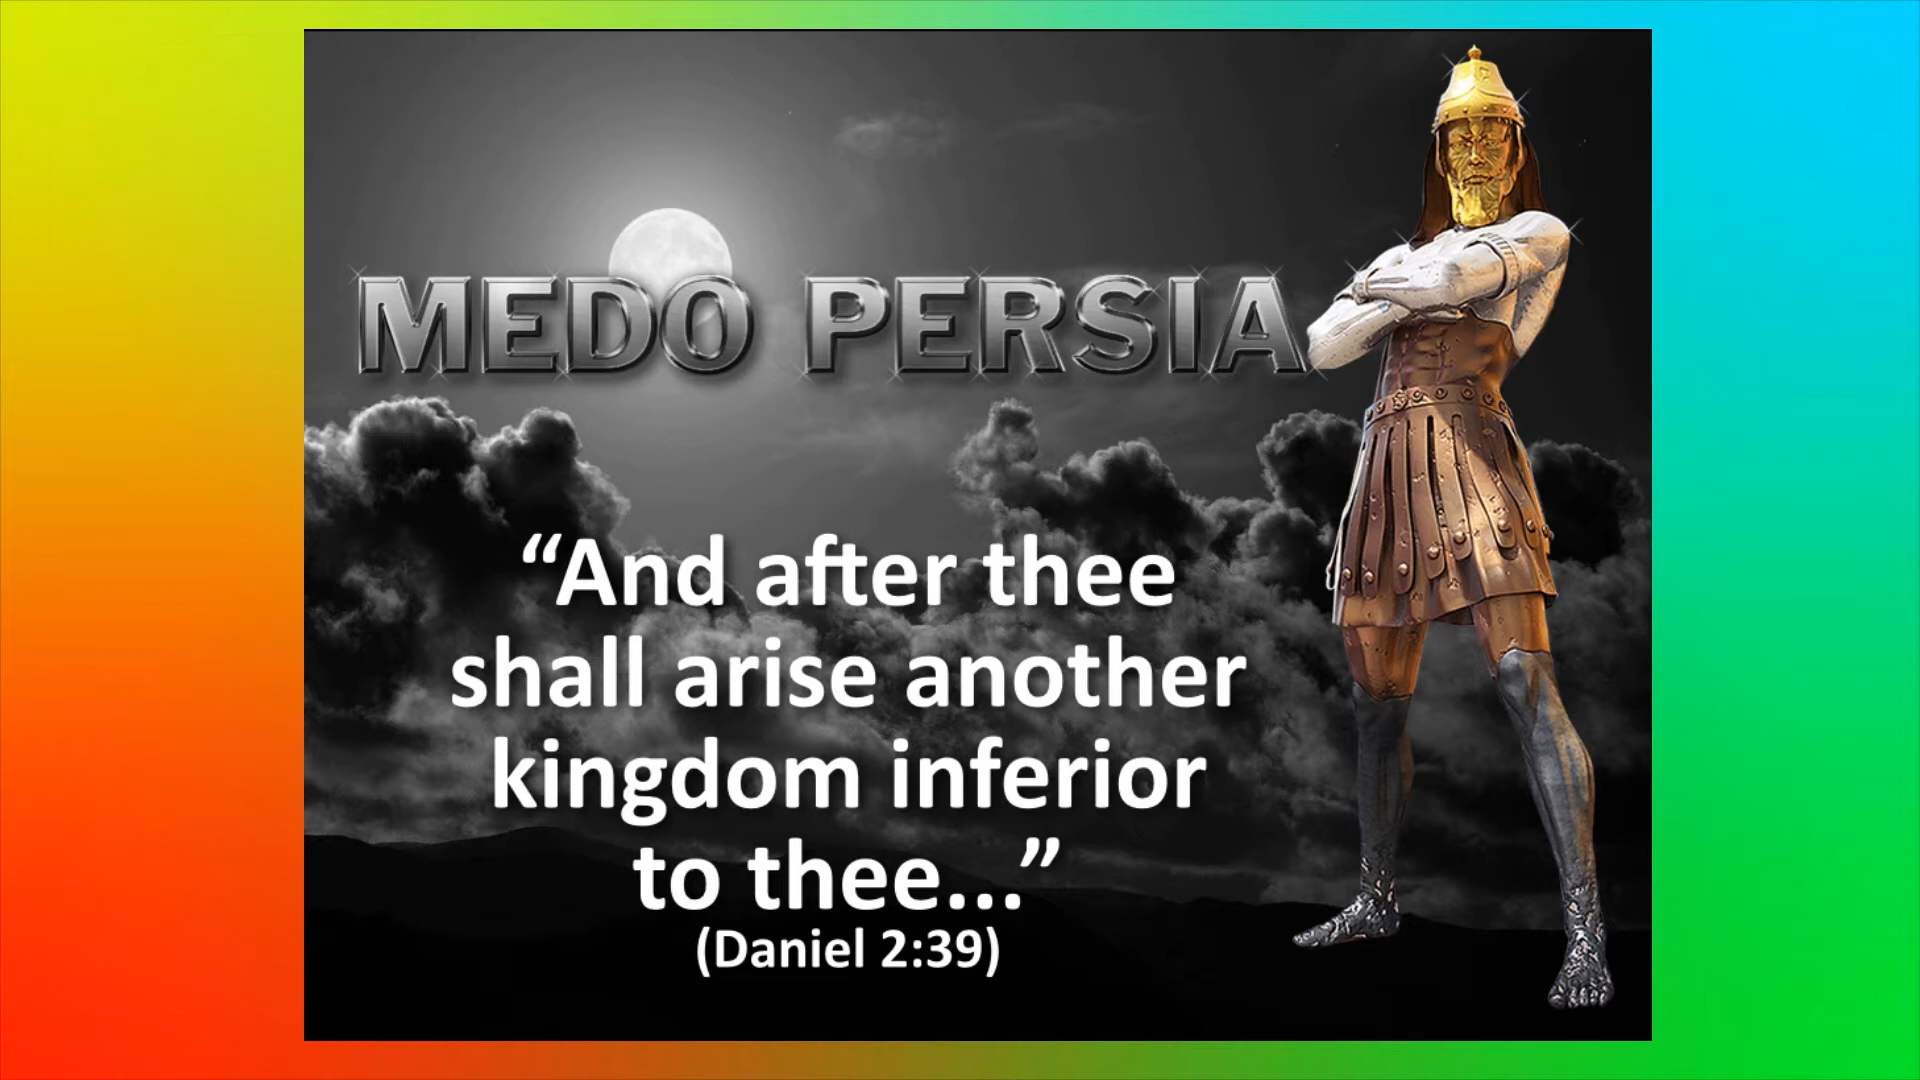 MEDO PERSIA
“And after thee
shall arise another
kingdom inferior
to thee...”
(Daniel 2:39)